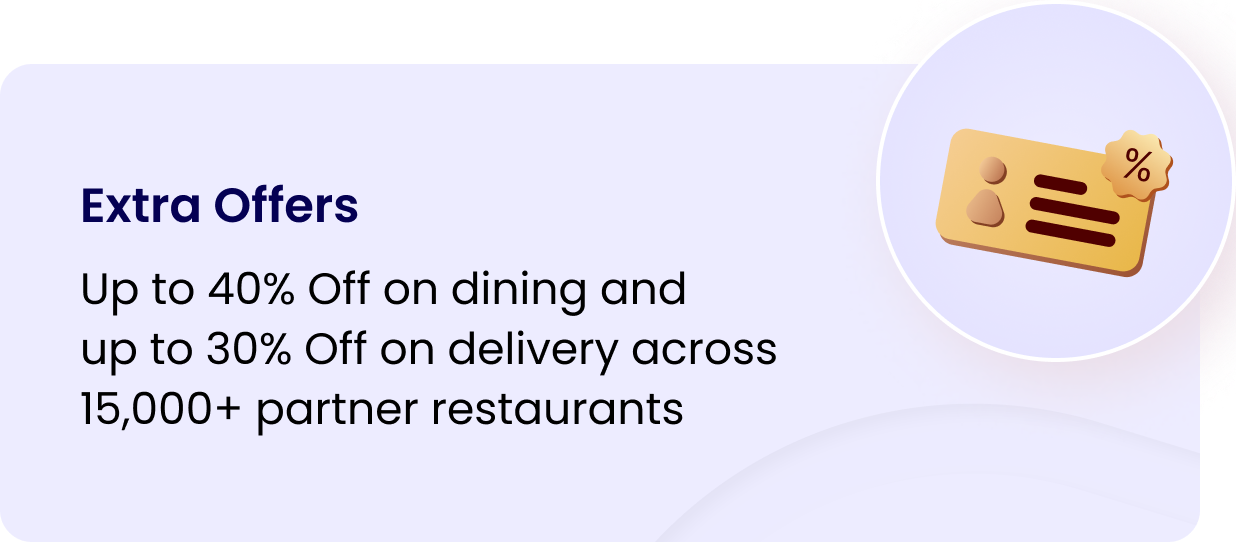 %
Extra Offers
Up to 40% Off on dining and
up to 30% Off on delivery across
15,000+ partner restaurants